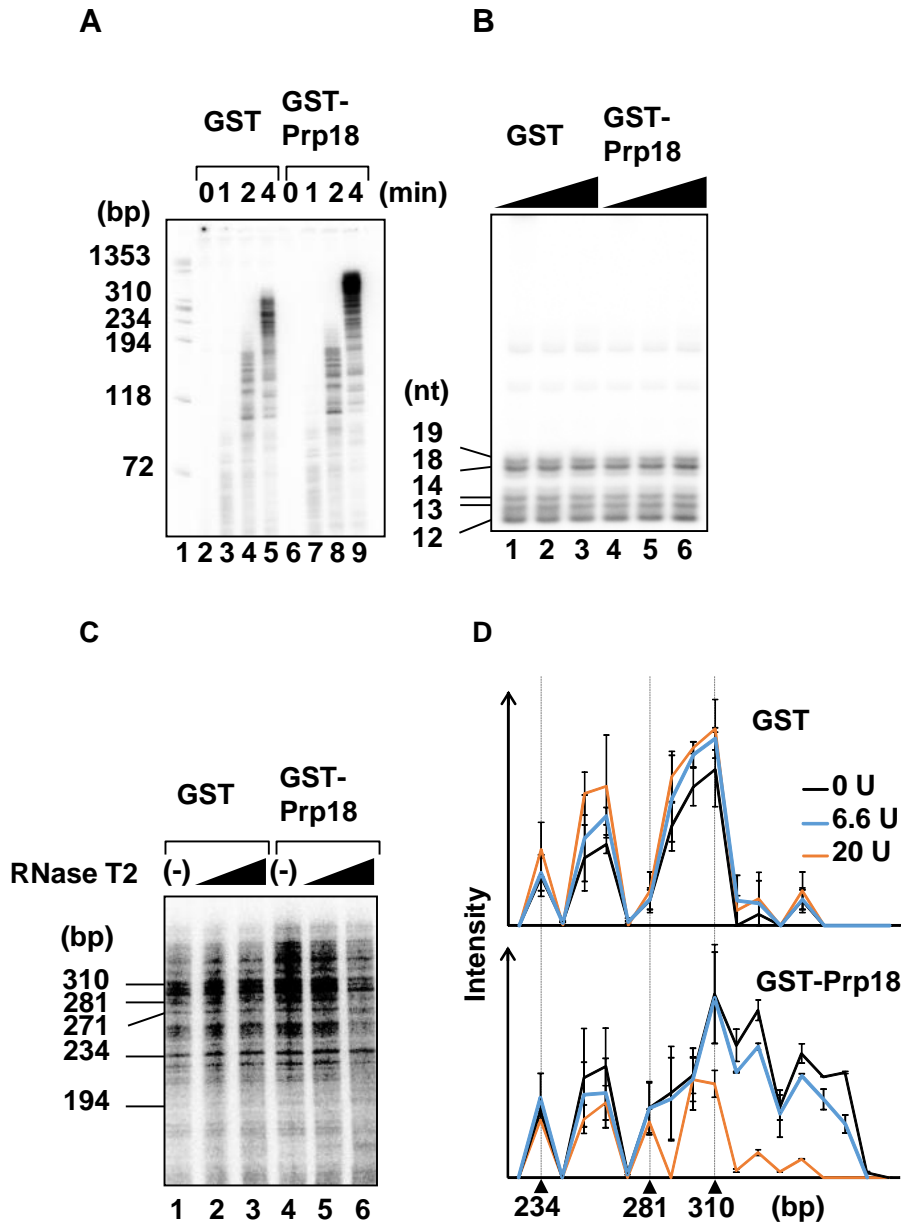 A
GST
GST-
Prp18
0 1 2 4 0 1 2 4 (min)
(bp)
1353
310
234
194
118
72
1 2 3 4 5 6 7 8 9
B
GST
GST-
Prp18
(nt)
19
18
14
13
12
1 2 3 4 5 6
C
GST
GST-
Prp18
RNase T2 (-) (-)
(bp)
310
281
271
234
194
1 2 3 4 5 6
D
GST
0 U
6.6 U
20 U
Intensity
GST-Prp18
234 281 310 (bp)